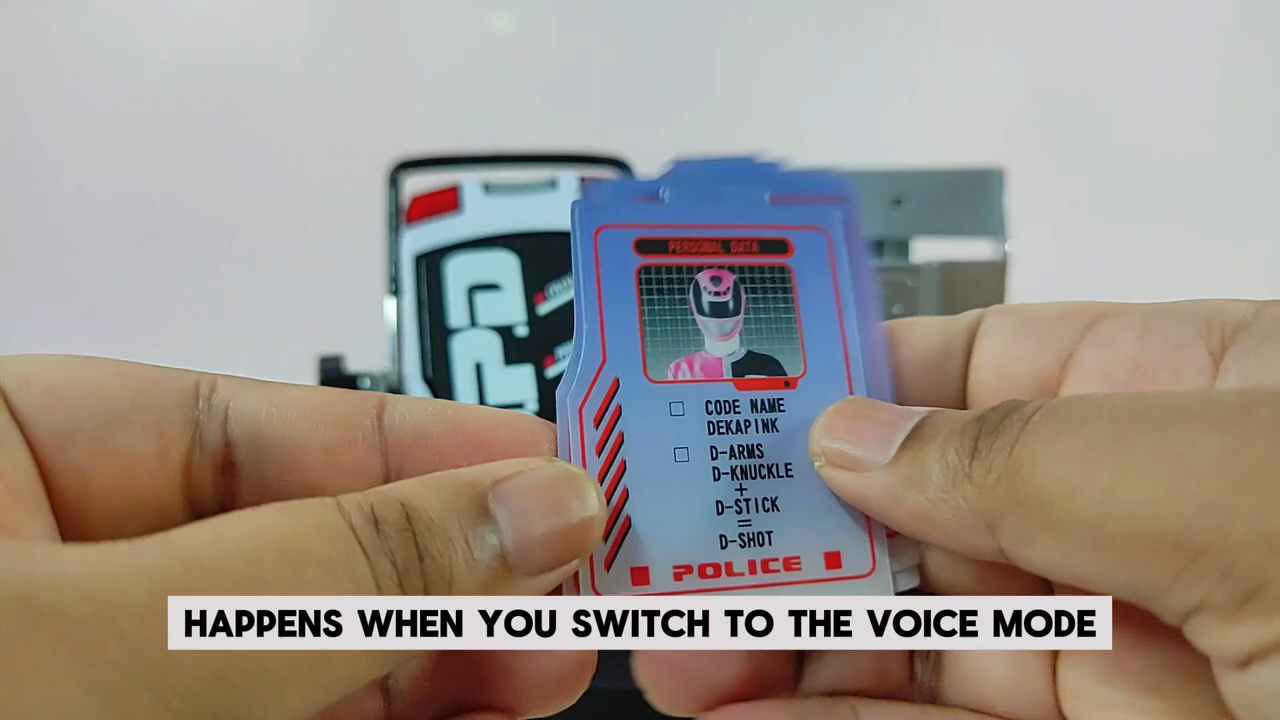 S.P.D
PERSONAL DATA
CODE NAME
DEKAPINK
D-ARMS
D-KNUCKLE
+
D-STICK
=
D-SHOT
POLICE
HAPPENS WHEN YOU SWITCH TO THE VOICE MODE